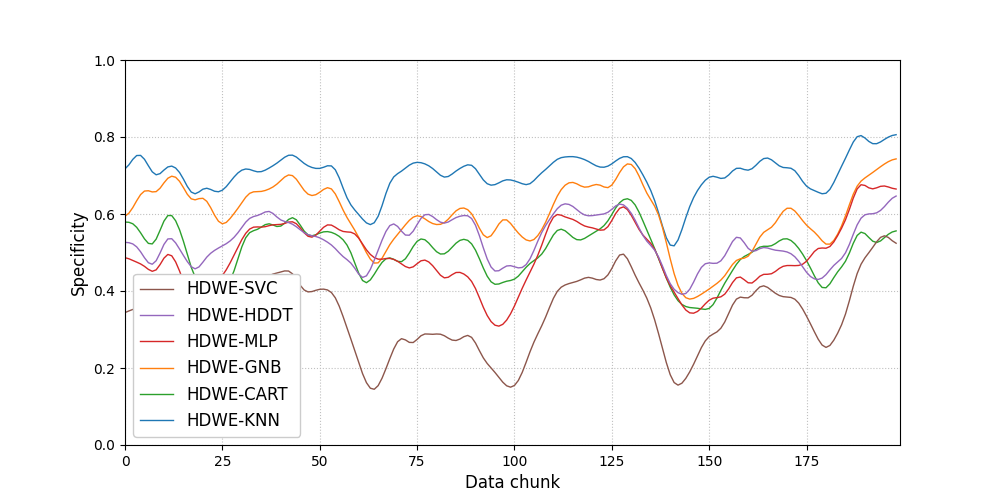 1.0
0.8
0.6
0.4
0.2
0.0
Specificity
HDWE-SVC
HDWE-HDDT
HDWE-MLP
HDWE-GNB
HDWE-CART
HDWE-KNN
0 25 50 75 100 125 150 175
Data chunk